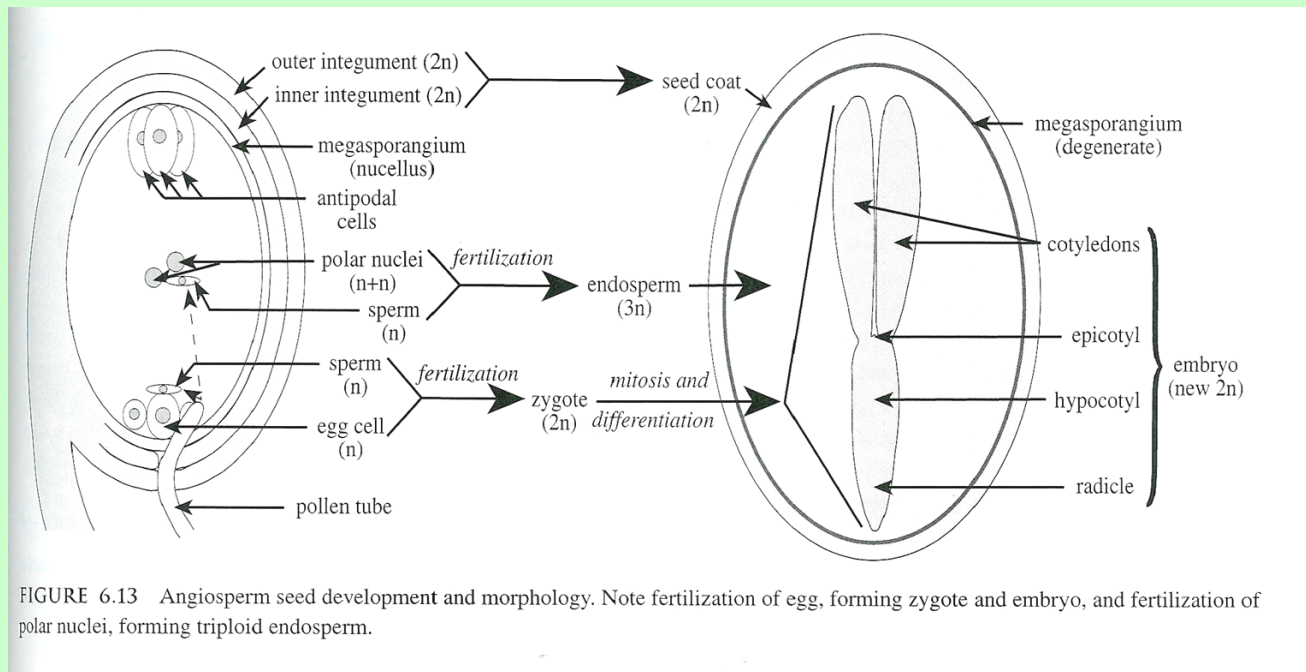 outer integument (2n)
inner integument (2n)
megasporangium
(nucellus)
antipodal
cells
polar nuclei
(n+n)
fertilization
sperm
(n)
sperm
(n)
fertilization
egg cell
(n)
pollen tube
seed coat
(2n)
endosperm
(3n)
zygote
(2n)
mitosis and
differentiation
megasporangium
(degenerate)
cotyledons
epicotyl
hypocotyl
radicle
embryo
(new 2n)
FIGURE 6.13 Angiosperm seed development and morphology. Note fertilization of egg, forming zygote and embryo, and fertilization of
polar nuclei, forming triploid endosperm.